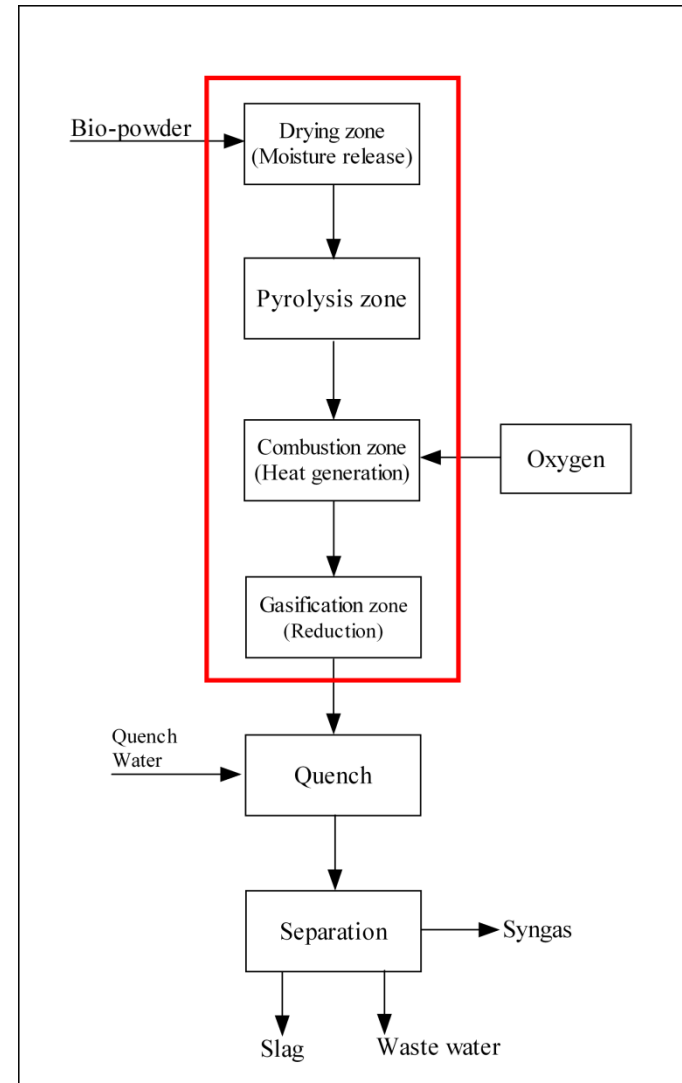 Bio-powder
Drying zone
(Moisture release)
Pyrolysis zone
Combustion zone
(Heat generation)
Oxygen
Gasification zone
(Reduction)
Quench
Water
Quench
Separation
Syngas
Slag
Waste water